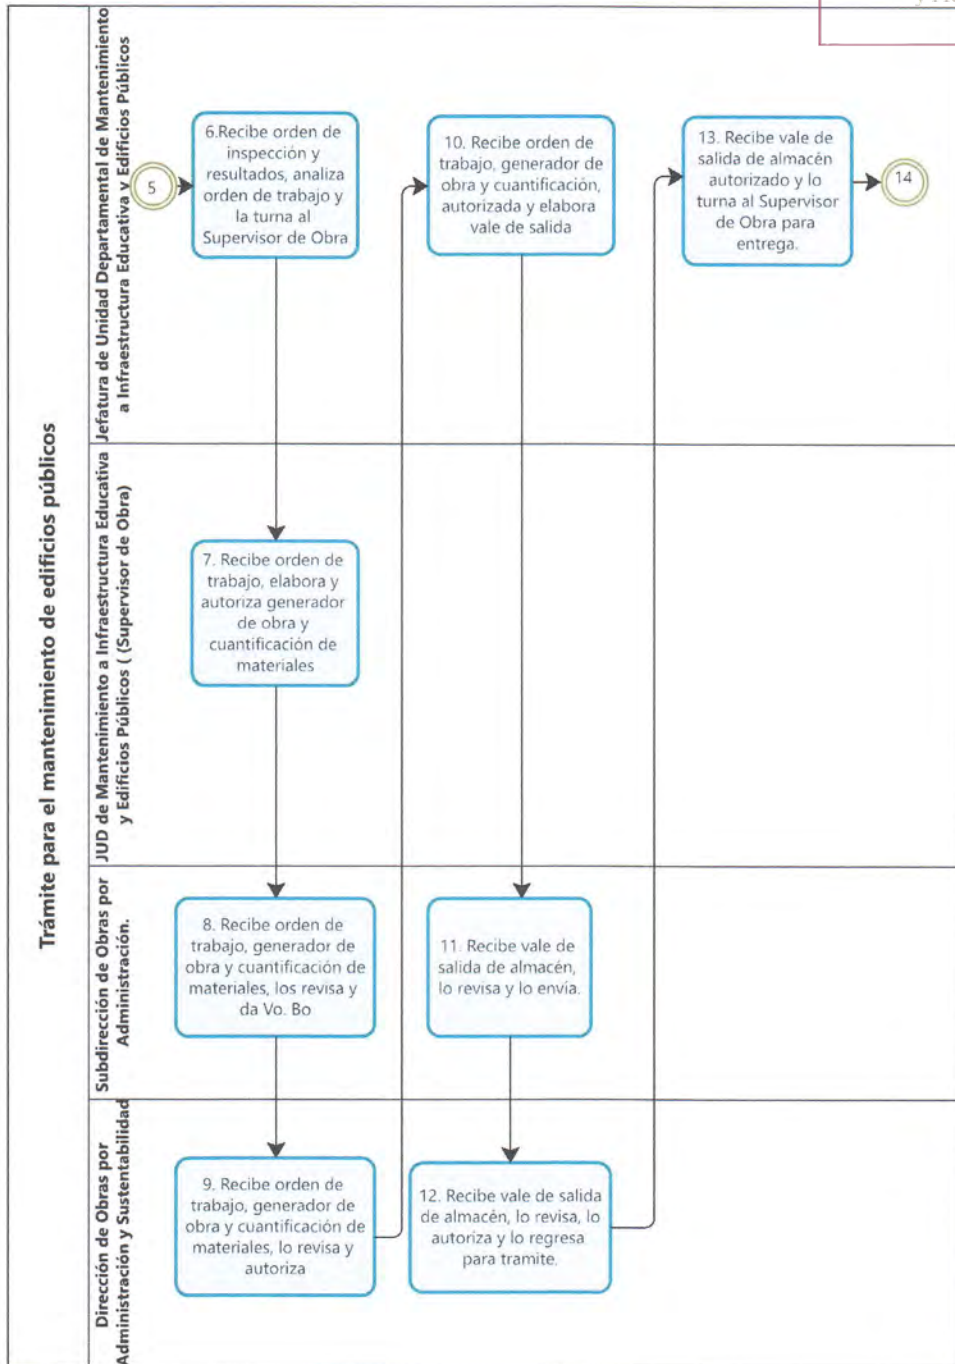 Trámite para el mantenimiento de edificios públicos
Jefatura de Unidad Departamental de Mantenimiento
a Infraestructura Educativa y Edificios Públicos
5
6.Recibe orden de
inspección y
resultados, analiza
orden de trabajo y
la turna al
Supervisor de Obra
10. Recibe orden de
trabajo, generador de
obra y cuantificación,
autorizada y elabora
vale de salida
13. Recibe vale de
salida de almacén
autorizado y lo
turna al Supervisor
de Obra para
entrega.
14
JUD de Mantenimiento a Infraestructura Educativa
y Edificios Públicos ( (Supervisor de Obra)
7. Recibe orden de
trabajo, elabora y
autoriza generador
de obra y
cuantificación de
materiales
Subdirección de Obras por
Administración.
8. Recibe orden de
trabajo, generador de
obra y cuantificación de
materiales, los revisa y
da Vo. Bo
11. Recibe vale de
salida de almacén,
lo revisa y lo envía.
Dirección de Obras por
Administración y Sustentabilidad
9. Recibe orden de
trabajo, generador de
obra y cuantificación de
materiales, lo revisa y
autoriza
12. Recibe vale de salida
de almacén, lo revisa, lo
autoriza y lo regresa
para tramite.